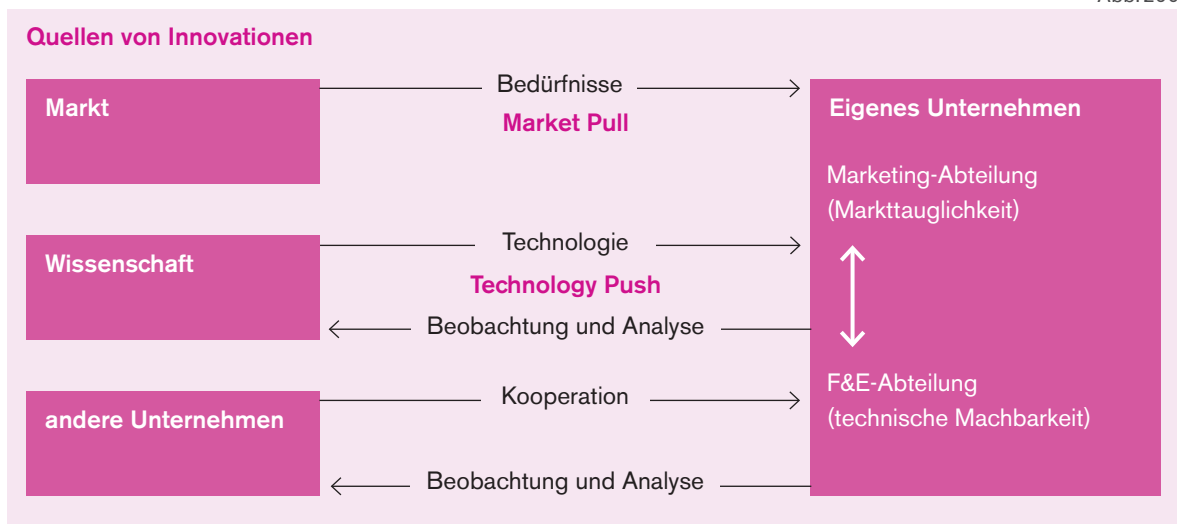 Quellen von Innovationen
Markt
Bedürfnisse
Market Pull
Eigenes Unternehmen
Marketing-Abteilung
(Markttauglichkeit)
Wissenschaft
Technologie
Technology Push
Beobachtung und Analyse
andere Unternehmen
Kooperation
F&E-Abteilung
(technische Machbarkeit)
Beobachtung und Analyse